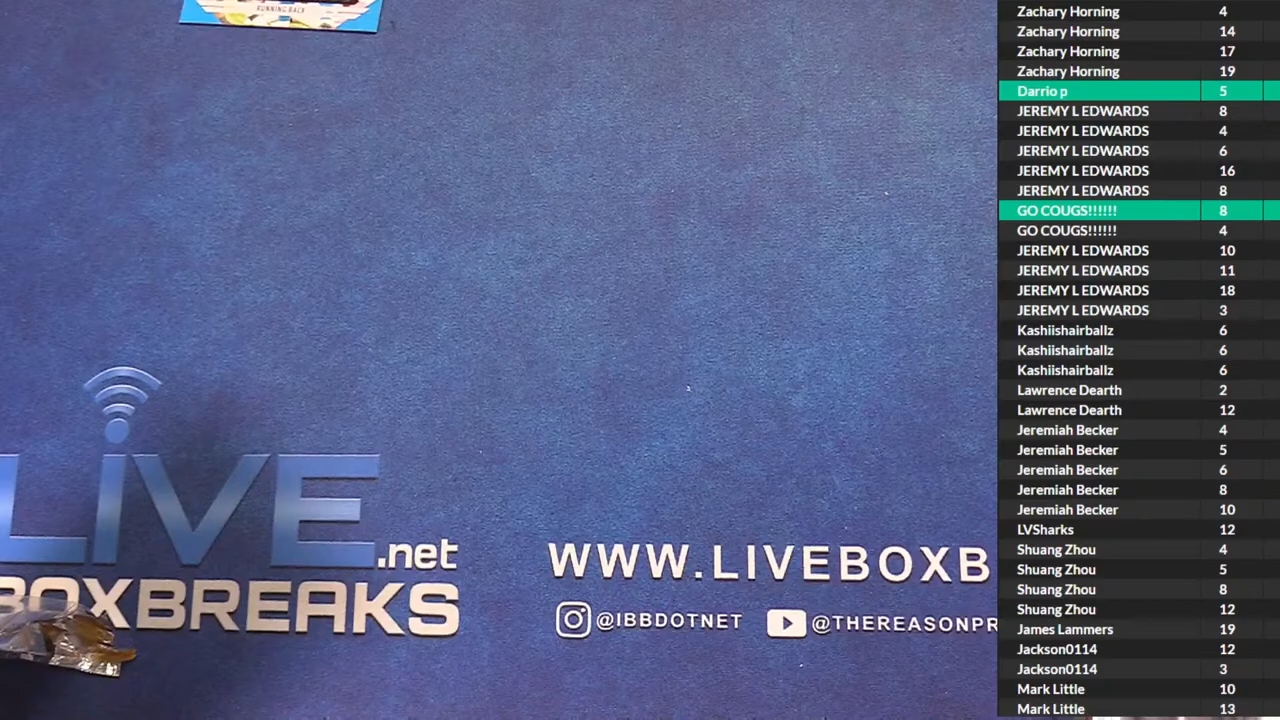 RUNNING BACK
LiVE.net
BOXBREAKS
WWW.LIVEBOXB
@IBBDOTNET
@THEREASONPR
Zachary Horning 4
Zachary Horning 14
Zachary Horning 17
Zachary Horning 19
Darrio p 5
JEREMY L EDWARDS 8
JEREMY L EDWARDS 4
JEREMY L EDWARDS 6
JEREMY L EDWARDS 16
JEREMY L EDWARDS 8
GO COUGS!!!!!! 8
GO COUGS!!!!!! 4
JEREMY L EDWARDS 10
JEREMY L EDWARDS 11
JEREMY L EDWARDS 18
JEREMY L EDWARDS 3
Kashiishairballz 6
Kashiishairballz 6
Kashiishairballz 6
Lawrence Dearth 2
Lawrence Dearth 12
Jeremiah Becker 4
Jeremiah Becker 5
Jeremiah Becker 6
Jeremiah Becker 8
Jeremiah Becker 10
LVSharks 12
Shuang Zhou 4
Shuang Zhou 5
Shuang Zhou 8
Shuang Zhou 12
James Lammers 19
Jackson0114 12
Jackson0114 3
Mark Little 10
Mark Little 13